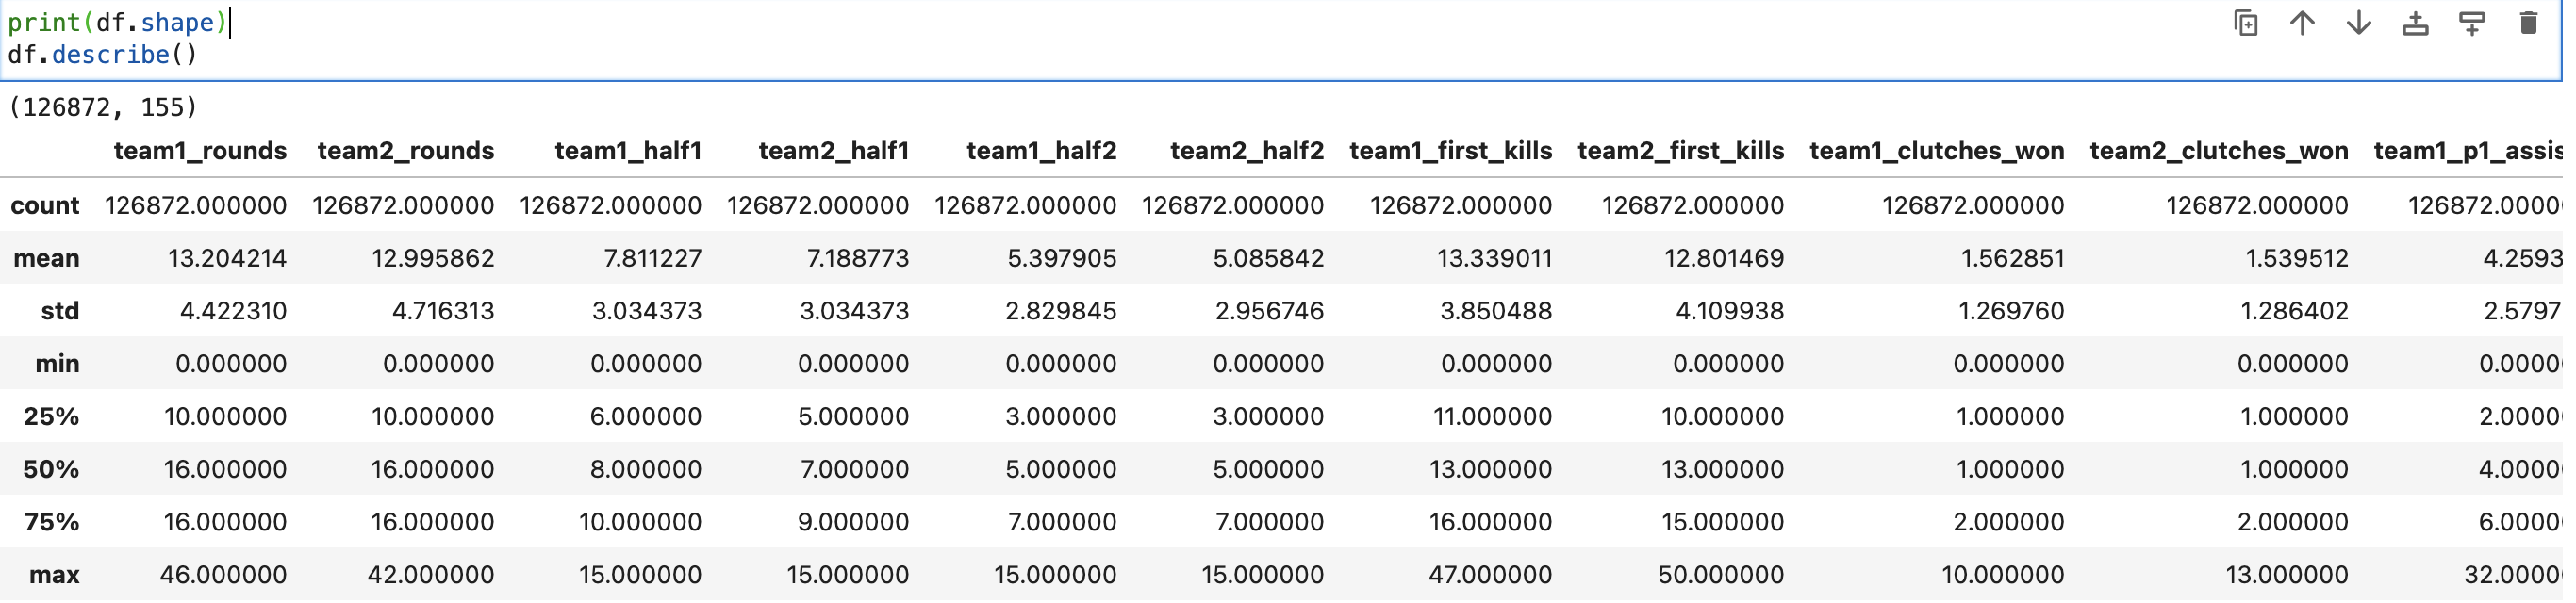 print(df.shape)
df.describe()
(126872, 155)
team1_rounds team2_rounds team1_half1 team2_half1 team1_half2 team2_half2 team1_first_kills team2_first_kills team1_clutches_won team2_clutches_won team1_p1_assis
count 126872.000000 126872.000000 126872.000000 126872.000000 126872.000000 126872.000000 126872.000000 126872.000000 126872.000000 126872.000000 126872.0000
mean 13.204214 12.995862 7.811227 7.188773 5.397905 5.085842 13.339011 12.801469 1.562851 1.539512 4.2593
std 4.422310 4.716313 3.034373 3.034373 2.829845 2.956746 3.850488 4.109938 1.269760 1.286402 2.5797
min 0.000000 0.000000 0.000000 0.000000 0.000000 0.000000 0.000000 0.000000 0.000000 0.000000 0.0000
25% 10.000000 10.000000 6.000000 5.000000 3.000000 3.000000 11.000000 10.000000 1.000000 1.000000 2.0000
50% 16.000000 16.000000 8.000000 7.000000 5.000000 5.000000 13.000000 13.000000 1.000000 1.000000 4.0000
75% 16.000000 16.000000 10.000000 9.000000 7.000000 7.000000 16.000000 15.000000 2.000000 2.000000 6.0000
max 46.000000 42.000000 15.000000 15.000000 15.000000 15.000000 47.000000 50.000000 10.000000 13.000000 32.0000